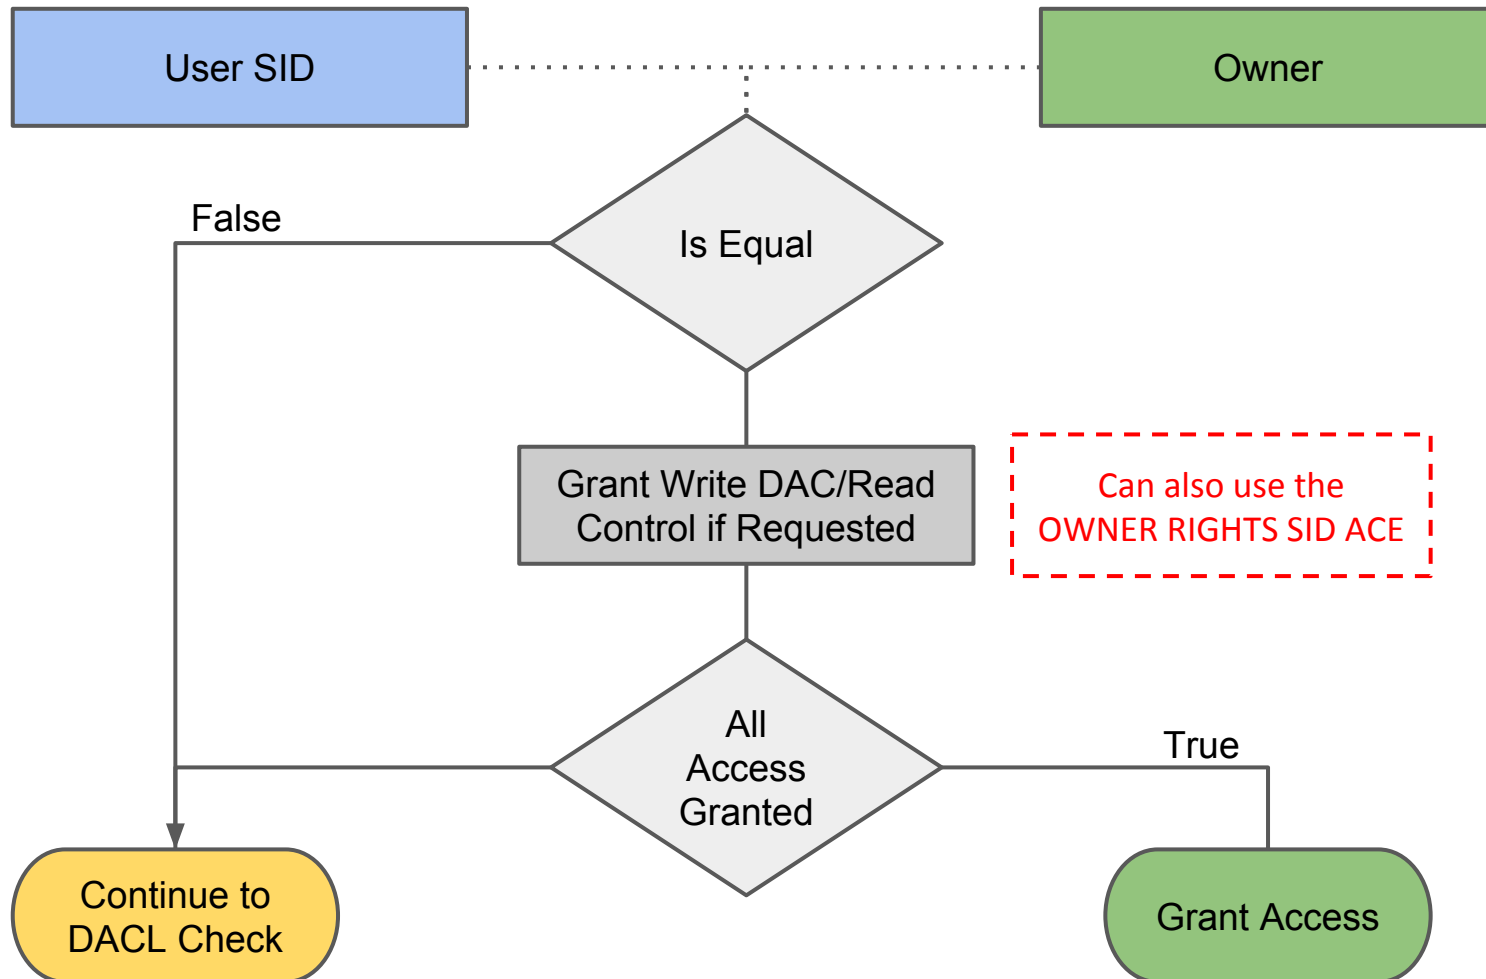 User SID
Owner
False
Is Equal
Grant Write DAC/Read
Control if Requested
Can also use the
OWNER RIGHTS SID ACE
All
Access
Granted
True
Continue to
DACL Check
Grant Access